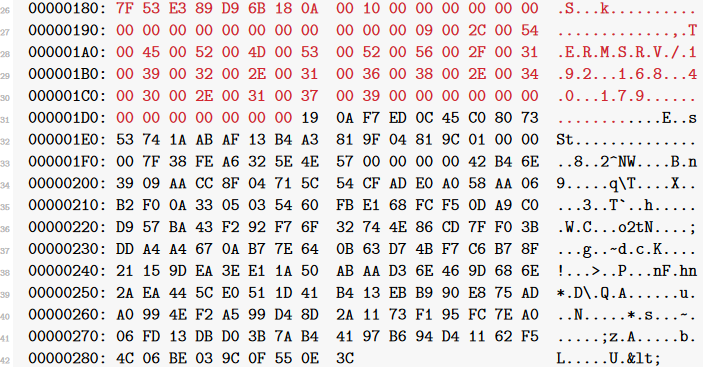 26 00000180: 7F 53 E3 89 D9 6B 18 0A 00 10 00 00 00 00 00 00 .S...k..........
27 00000190: 00 00 00 00 00 00 00 00 00 00 00 09 00 2C 00 54 .............,.T
28 000001A0: 00 45 00 52 00 4D 00 53 00 52 00 56 00 2F 00 31 .E.R.M.S.R.V./.1
29 000001B0: 00 39 00 32 00 2E 00 31 00 36 00 38 00 2E 00 34 .9.2...1.6.8...4
30 000001C0: 00 30 00 2E 00 31 00 37 00 39 00 00 00 00 00 00 .0...1.7.9......
31 000001D0: 00 00 00 00 00 00 00 19 0A F7 ED 0C 45 C0 80 73 ............E..s
32 000001E0: 53 74 1A AB AF 13 B4 A3 81 9F 04 81 9C 01 00 00 St..............
33 000001F0: 00 7F 38 FE A6 32 5E 4E 57 00 00 00 00 42 B4 6E ..8..2^NW....B.n
34 00000200: 39 09 AA CC 8F 04 71 5C 54 CF AD E0 A0 58 AA 06 9.....q\T....X..
35 00000210: B2 F0 0A 33 05 03 54 60 FB E1 68 FC F5 0D A9 C0 ...3..T`..h.....
36 00000220: D9 57 BA 43 F2 92 F7 6F 32 74 4E 86 CD 7F F0 3B .W.C...o2tN....;
37 00000230: DD A4 A4 67 0A B7 7E 64 0B 63 D7 4B F7 C6 B7 8F ...g..~d.c.K....
38 00000240: 21 15 9D EA 3E E1 1A 50 AB AA D3 6E 46 9D 68 6E !...>..P...nF.hn
39 00000250: 2A EA 44 5C E0 51 1D 41 B4 13 EB B9 90 E8 75 AD *.D\.Q.A......u.
40 00000260: A0 99 4E F2 A5 99 D4 8D 2A 11 73 F1 95 FC 7E A0 ..N.....*.s...~.
41 00000270: 06 FD 13 DB D0 3B 7A B4 41 97 B6 94 D4 11 62 F5 .....;z.A.....b.
42 00000280: 4C 06 BE 03 9C 0F 55 0E 3C L.....U.&lt;